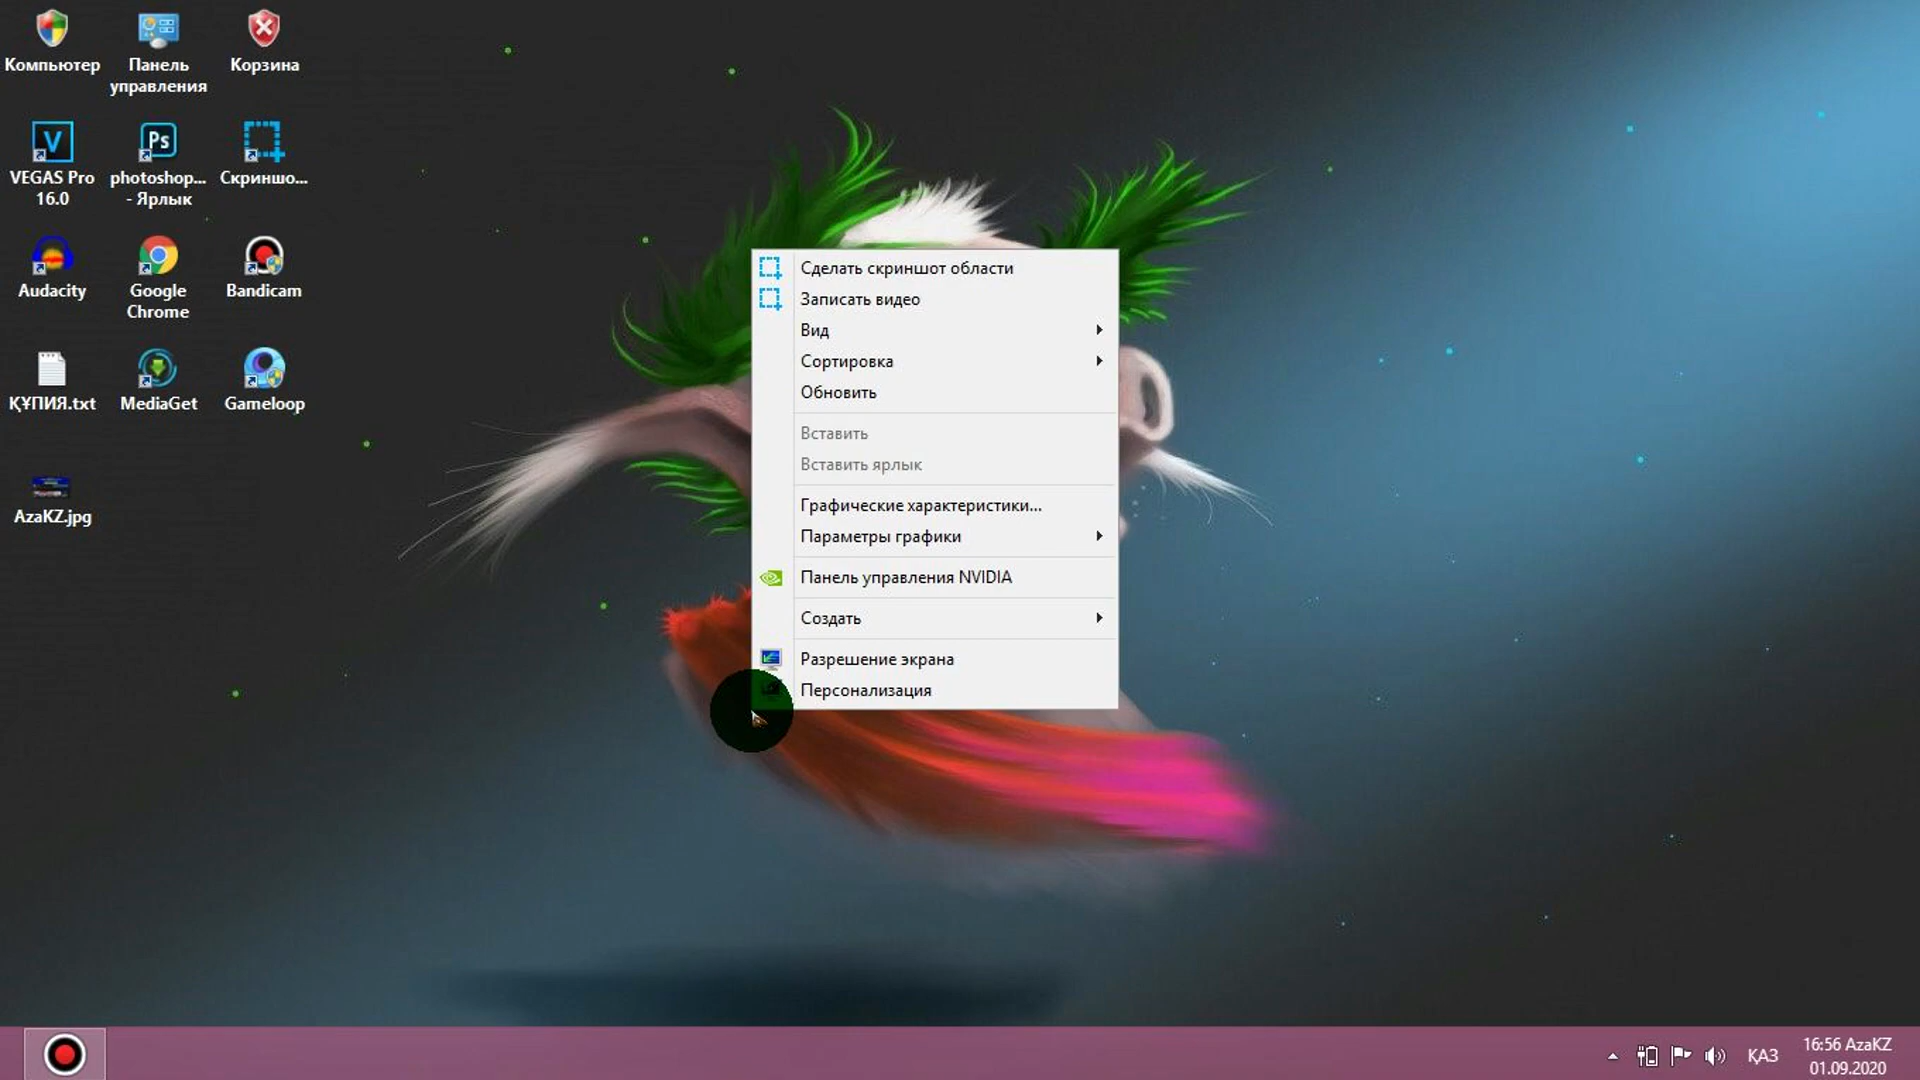 Компьютер
Панель
управления
Корзина
VEGAS Pro
16.0
photoshop...
- Ярлык
Скриншо...
Audacity
Google
Chrome
Bandicam
ҚҰПИЯ.txt
MediaGet
Gameloop
AzaKZ.jpg
Сделать скриншот области
Записать видео
Вид
Сортировка
Обновить
Вставить
Вставить ярлык
Графические характеристики...
Параметры графики
Панель управления NVIDIA
Создать
Разрешение экрана
Персонализация
ҚАЗ
16:56 AzaKZ
01.09.2020